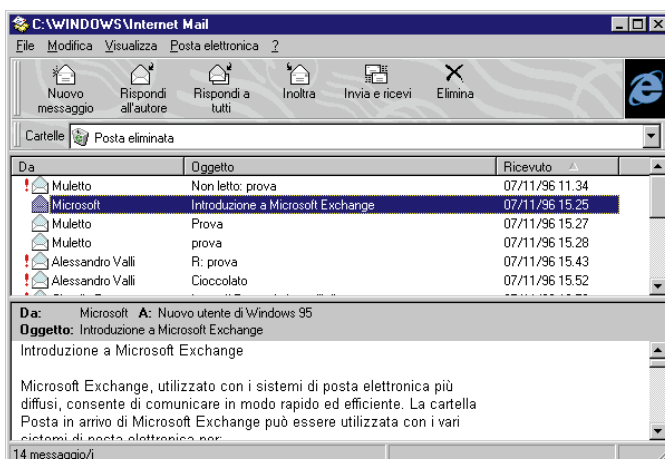 C:\WINDOWS\Internet Mail
File Modifica Visualizza Posta elettronica ?
Nuovo messaggio
Rispondi all'autore
Rispondi a tutti
Inoltra
Invia e ricevi
Elimina
Cartelle Posta eliminata
Da Oggetto Ricevuto
! Muletto Non letto: prova 07/11/96 11.34
Microsoft Introduzione a Microsoft Exchange 07/11/96 15.25
Muletto Prova 07/11/96 15.27
Muletto prova 07/11/96 15.28
! Alessandro Valli R: prova 07/11/96 15.43
! Alessandro Valli Cioccolato 07/11/96 15.52
Da: Microsoft A: Nuovo utente di Windows 95
Oggetto: Introduzione a Microsoft Exchange
Introduzione a Microsoft Exchange
Microsoft Exchange, utilizzato con i sistemi di posta elettronica più
diffusi, consente di comunicare in modo rapido ed efficiente. La cartella
Posta in arrivo di Microsoft Exchange può essere utilizzata con i vari
sistemi di posta elettronica per:
14 messaggio/i